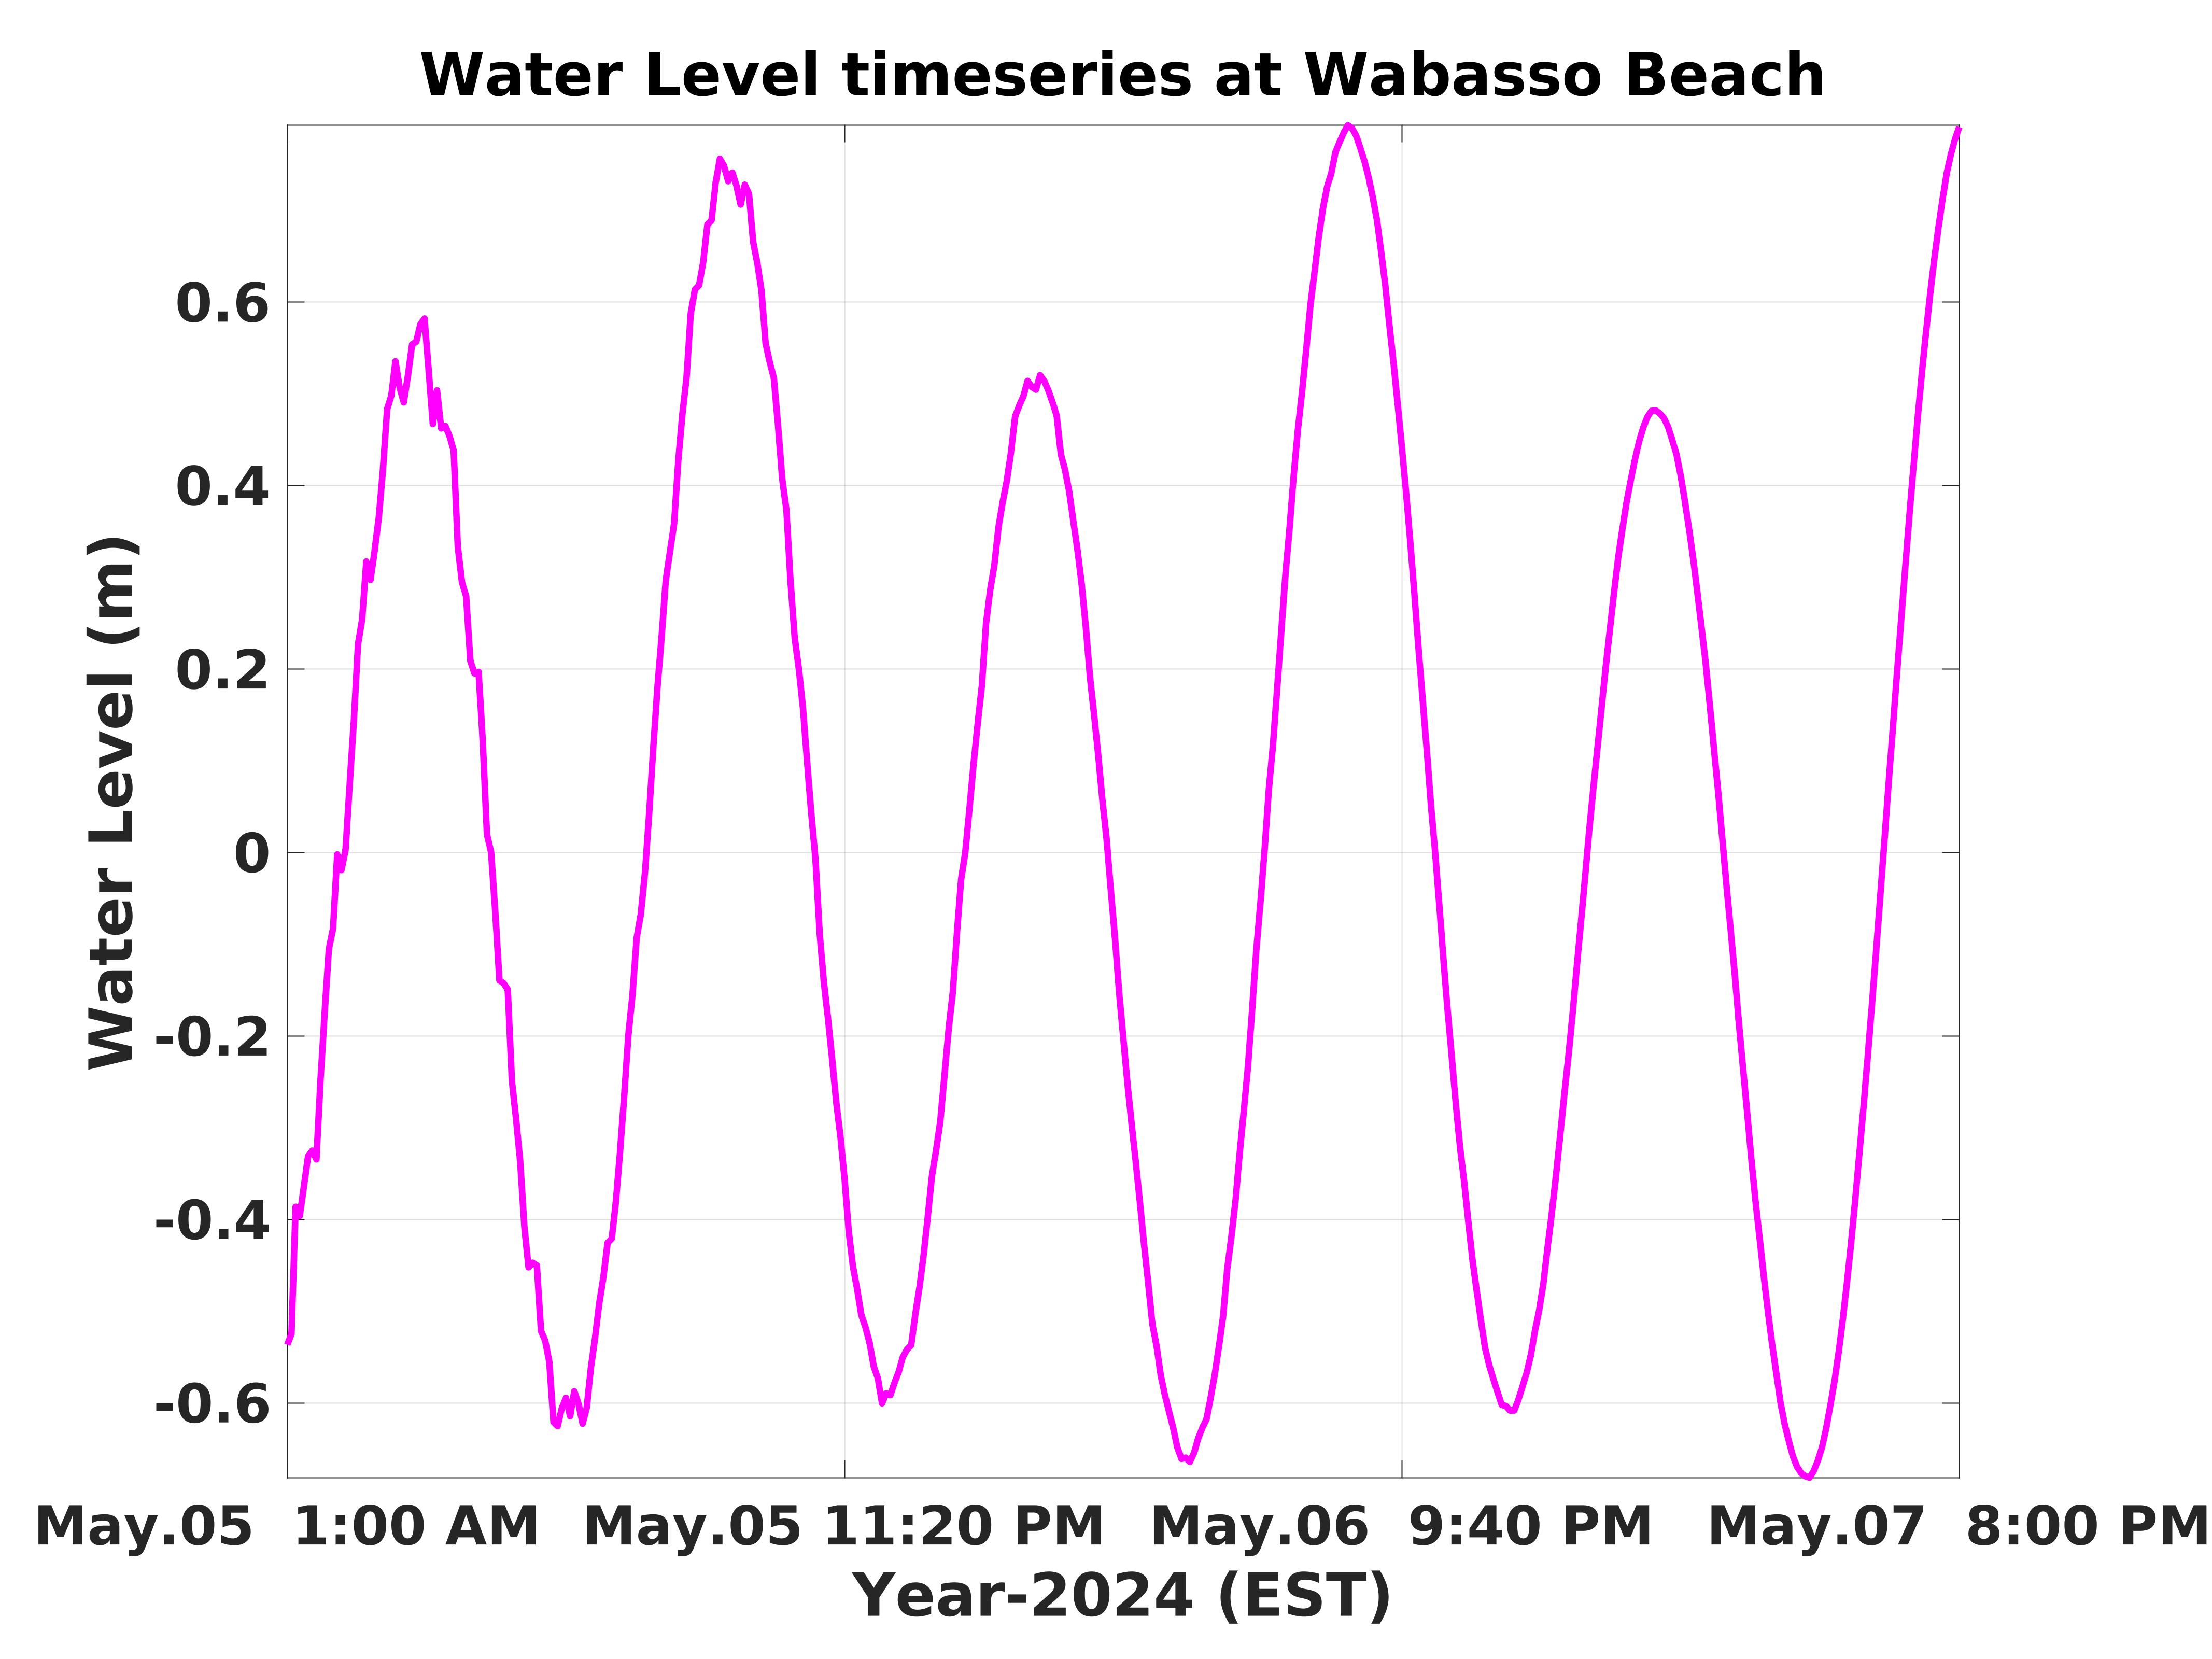 Water Level timeseries at Wabasso Beach
Water Level (m)
0.6
0.4
0.2
0
-0.2
-0.4
-0.6
May.05 1:00 AM May.05 11:20 PM May.06 9:40 PM May.07 8:00 PM
Year-2024 (EST)